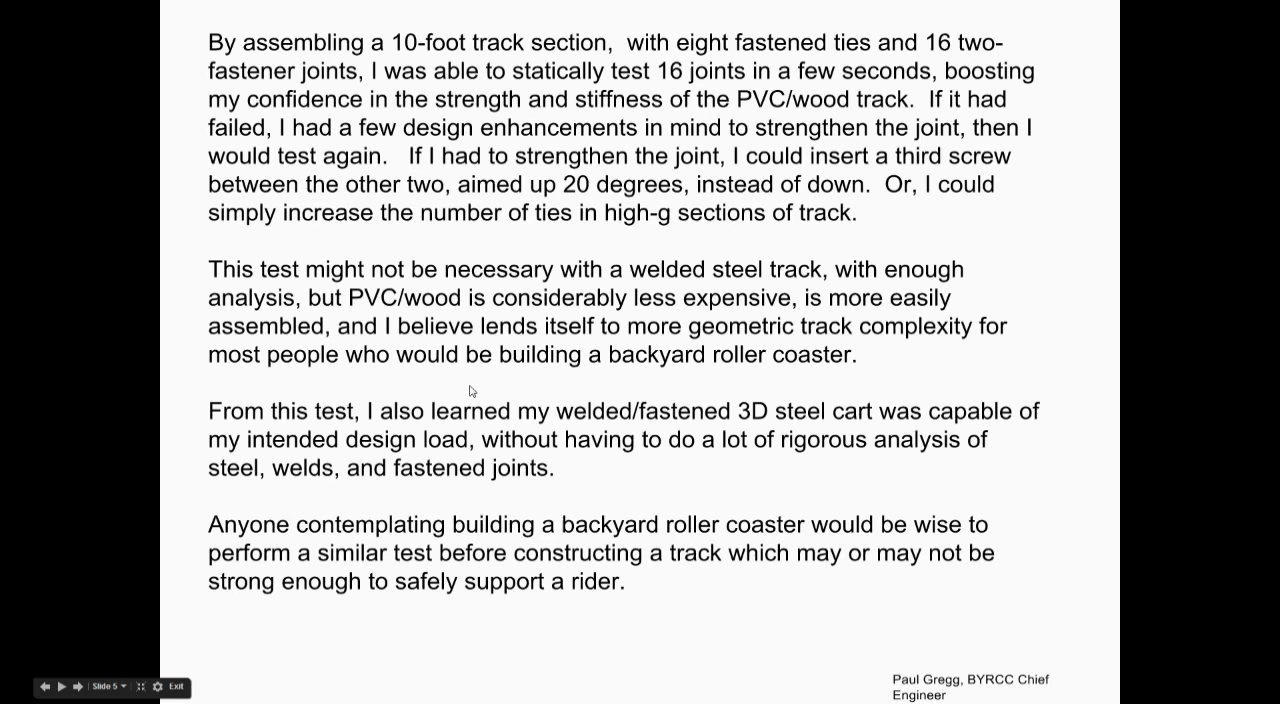 By assembling a 10-foot track section,  with eight fastened ties and 16 two-
fastener joints, I was able to statically test 16 joints in a few seconds, boosting
my confidence in the strength and stiffness of the PVC/wood track.  If it had
failed, I had a few design enhancements in mind to strengthen the joint, then I
would test again.   If I had to strengthen the joint, I could insert a third screw
between the other two, aimed up 20 degrees, instead of down.  Or, I could
simply increase the number of ties in high-g sections of track.
This test might not be necessary with a welded steel track, with enough
analysis, but PVC/wood is considerably less expensive, is more easily
assembled, and I believe lends itself to more geometric track complexity for
most people who would be building a backyard roller coaster.
From this test, I also learned my welded/fastened 3D steel cart was capable of
my intended design load, without having to do a lot of rigorous analysis of
steel, welds, and fastened joints.
Anyone contemplating building a backyard roller coaster would be wise to
perform a similar test before constructing a track which may or may not be
strong enough to safely support a rider.
Paul Gregg, BYRCC Chief
Engineer
Slide 5
Exit